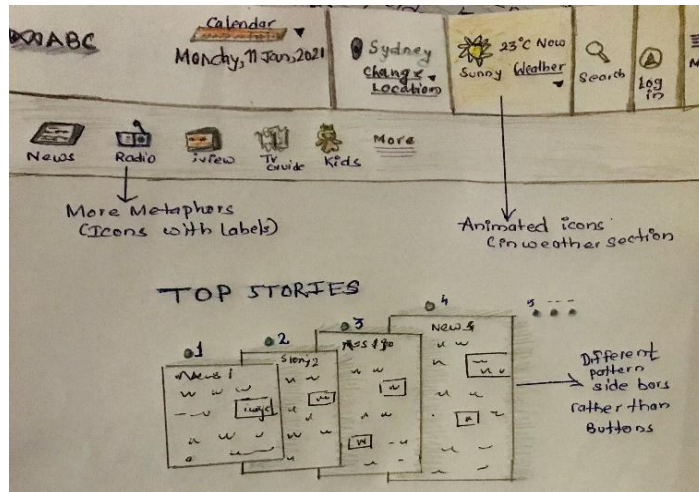 ABC
Calendar
Monday, 11 Jan, 2021
Sydney
Change
Location
23°C Now
Sunny
Weather
Search
Log
in
M
News
Radio
iview
TV
Guide
Kids
More
More Metaphors
(Icons with Labels)
Animated icons
(in weather section
TOP STORIES
1
2
3
4
5 ---
News 1
Story 2
News 4
image
Different
pattern
side bars
rather than
Buttons